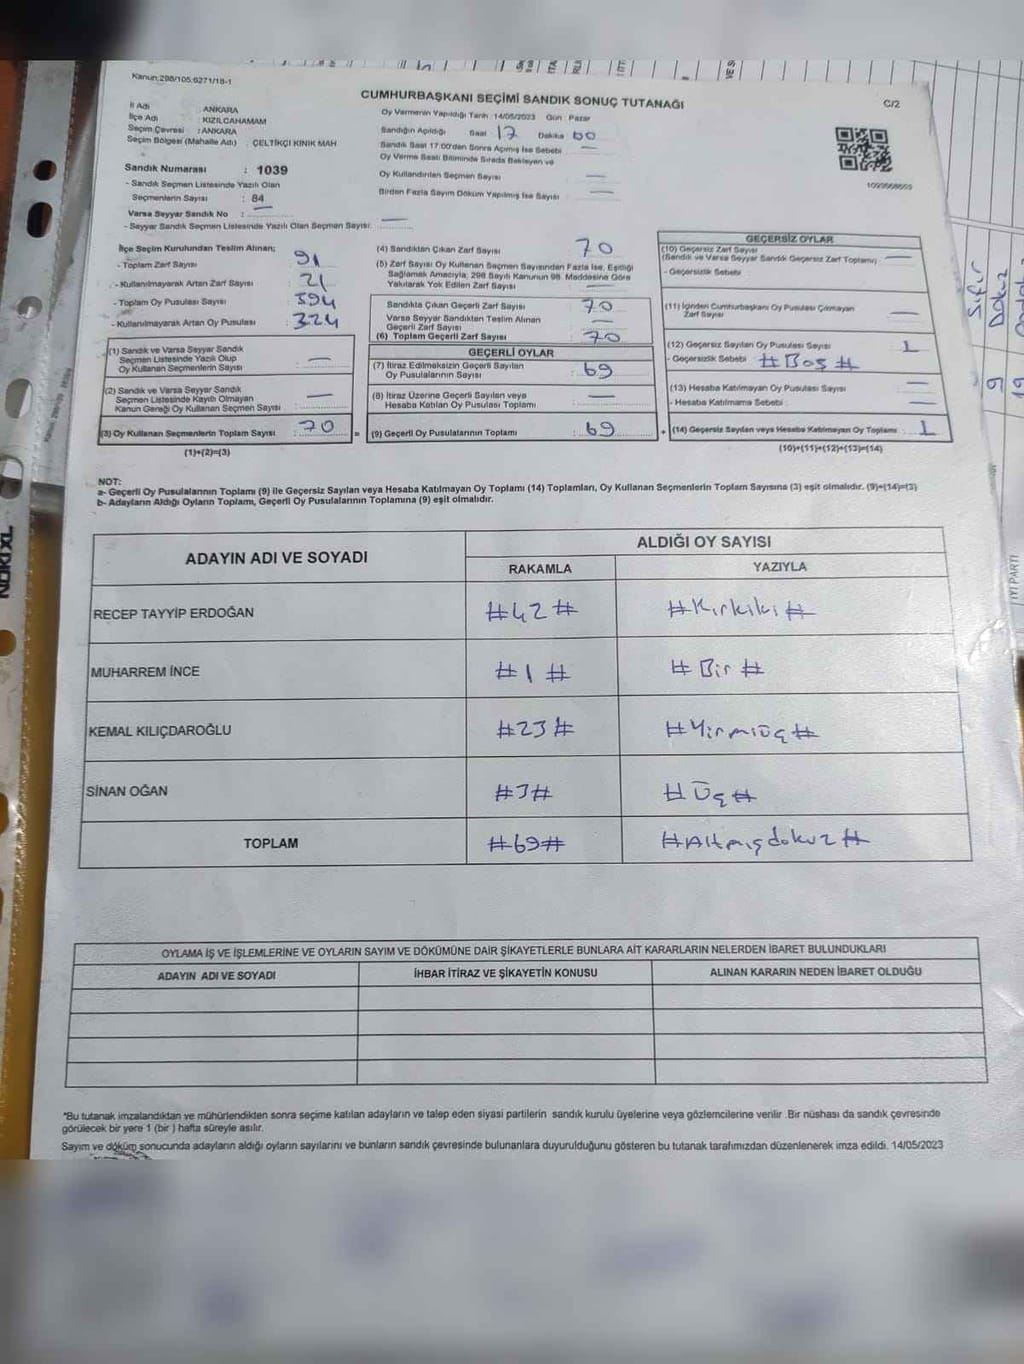 Kanun:298/105,6271/18-1
CUMHURBAŞKANI SEÇİMİ SANDIK SONUÇ TUTANAĞI
C/2
İl Adı : ANKARA
İlçe Adı : KIZILCAHAMAM
Seçim Çevresi : ANKARA
Seçim Bölgesi (Mahalle Adı) : ÇELTİKÇİ KINIK MAH
Sandık Numarası : 1039
- Sandık Seçmen Listesinde Yazılı Olan
Seçmenlerin Sayısı : 84
Varsa Seyyar Sandık No : —
- Seyyar Sandık Seçmen Listesinde Yazılı Olan Seçmen Sayısı: —
Oy Vermenin Yapıldığı Tarih :14/05/2023 Gün : Pazar
Sandığın Açıldığı Saat 17 Dakika 00
Sandık Saat 17:00'den Sonra Açılmış İse Sebebi —
Oy Verme Saati Bitiminde Sırada Bekleyen ve
Oy Kullandırılan Seçmen Sayısı —
Birden Fazla Sayım Döküm Yapılmış İse Sayısı —
1093668659
İlçe Seçim Kurulundan Teslim Alınan;
- Toplam Zarf Sayısı : 91
- Kullanılmayarak Artan Zarf Sayısı : 21
- Toplam Oy Pusulası Sayısı : 394
- Kullanılmayarak Artan Oy Pusulası : 324
(1) Sandık ve Varsa Seyyar Sandık
Seçmen Listesinde Yazılı Olup
Oy Kullanan Seçmenlerin Sayısı : —
(2) Sandık ve Varsa Seyyar Sandık
Seçmen Listesinde Kayıtlı Olmayan
Kanun Gereği Oy Kullanan Seçmen Sayısı : —
(3) Oy Kullanan Seçmenlerin Toplam Sayısı : 70
(1)+(2)=(3)
(4) Sandıktan Çıkan Zarf Sayısı 70
(5) Zarf Sayısı Oy Kullanan Seçmen Sayısından Fazla İse, Eşitliği
Sağlamak Amacıyla, 298 Sayılı Kanunun 98. Maddesine Göre
Yakılarak Yok Edilen Zarf Sayısı : —
Sandıkta Çıkan Geçerli Zarf Sayısı : 70
Varsa Seyyar Sandıktan Teslim Alınan
Geçerli Zarf Sayısı : —
(6) Toplam Geçerli Zarf Sayısı : 70
GEÇERLİ OYLAR
(7) İtiraz Edilmeksizin Geçerli Sayılan
Oy Pusulalarının Sayısı : 69
(8) İtiraz Üzerine Geçerli Sayılan veya
Hesaba Katılan Oy Pusulası Toplamı : —
= (9) Geçerli Oy Pusulalarının Toplamı : 69
GEÇERSİZ OYLAR
(10) Geçersiz Zarf Sayısı
(Sandık ve Varsa Seyyar Sandık Geçersiz Zarf Toplamı) : —
- Geçersizlik Sebebi :
(11) İçinden Cumhurbaşkanı Oy Pusulası Çıkmayan
Zarf Sayısı : —
(12) Geçersiz Sayılan Oy Pusulası Sayısı : 1
- Geçersizlik Sebebi : #Boş#
(13) Hesaba Katılmayan Oy Pusulası Sayısı : —
- Hesaba Katılmama Sebebi : —
+ (14) Geçersiz Sayılan veya Hesaba Katılmayan Oy Toplamı : 1
(10)+(11)+(12)+(13)=(14)
NOT:
a- Geçerli Oy Pusulalarının Toplamı (9) ile Geçersiz Sayılan veya Hesaba Katılmayan Oy Toplamı (14) Toplamları, Oy Kullanan Seçmenlerin Toplam Sayısına (3) eşit olmalıdır. (9)+(14)=(3)
b- Adayların Aldığı Oyların Toplamı, Geçerli Oy Pusulalarının Toplamına (9) eşit olmalıdır.
ADAYIN ADI VE SOYADI ALDIĞI OY SAYISI
RAKAMLA YAZIYLA
RECEP TAYYİP ERDOĞAN #42# #Kırkiki#
MUHARREM İNCE #1# #Bir#
KEMAL KILIÇDAROĞLU #23# #Yirmiüç#
SİNAN OĞAN #3# #Üç#
TOPLAM #69# #Altmışdokuz#
OYLAMA İŞ VE İŞLEMLERİNE VE OYLARIN SAYIM VE DÖKÜMÜNE DAİR ŞİKAYETLERLE BUNLARA AİT KARARLARIN NELERDEN İBARET BULUNDUKLARI
ADAYIN ADI VE SOYADI İHBAR İTİRAZ VE ŞİKAYETİN KONUSU ALINAN KARARIN NEDEN İBARET OLDUĞU
*Bu tutanak imzalandıktan ve mühürlendikten sonra seçime katılan adayların ve talep eden siyasi partilerin sandık kurulu üyelerine veya gözlemcilerine verilir .Bir nüshası da sandık çevresinde
görülecek bir yere 1 (bir ) hafta süreyle asılır.
Sayım ve döküm sonucunda adayların aldığı oyların sayılarını ve bunların sandık çevresinde bulunanlara duyurulduğunu gösteren bu tutanak tarafımızdan düzenlenerek imza edildi. 14/05/2023
NOKI XL
Sıfır
Dokuz
9
19
İYİ PARTİ